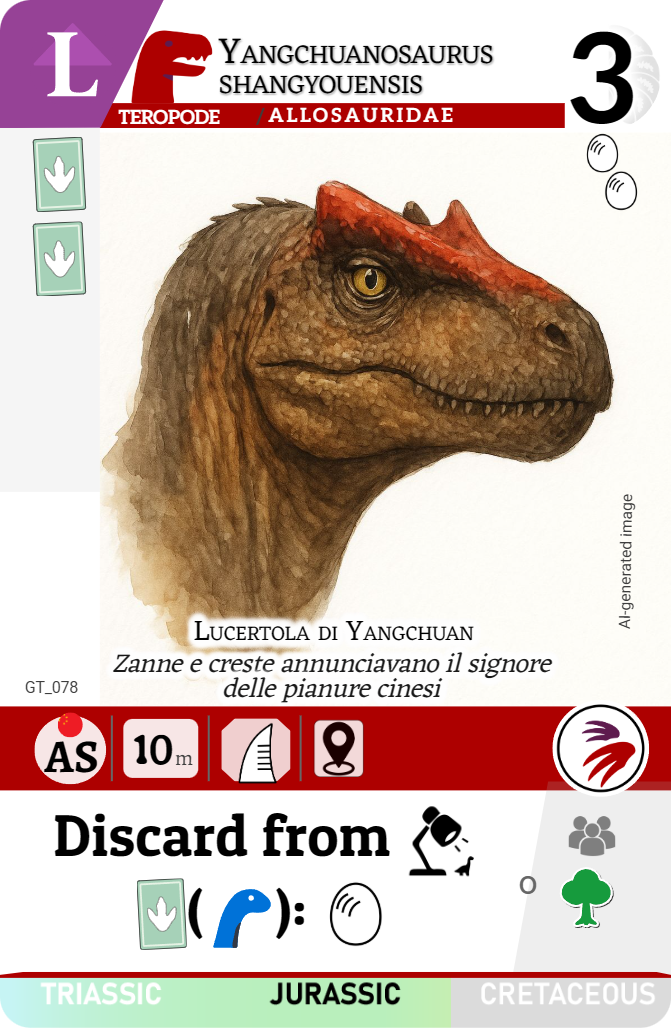 L
YANGCHUANOSAURUS
SHANGYOUENSIS
3
TEROPODE / ALLOSAURIDAE
AI-generated image
LUCERTOLA DI YANGCHUAN
Zanne e creste annunciavano il signore
delle pianure cinesi
GT_078
AS
10 m
Discard from
( ):
O
TRIASSIC JURASSIC CRETACEOUS